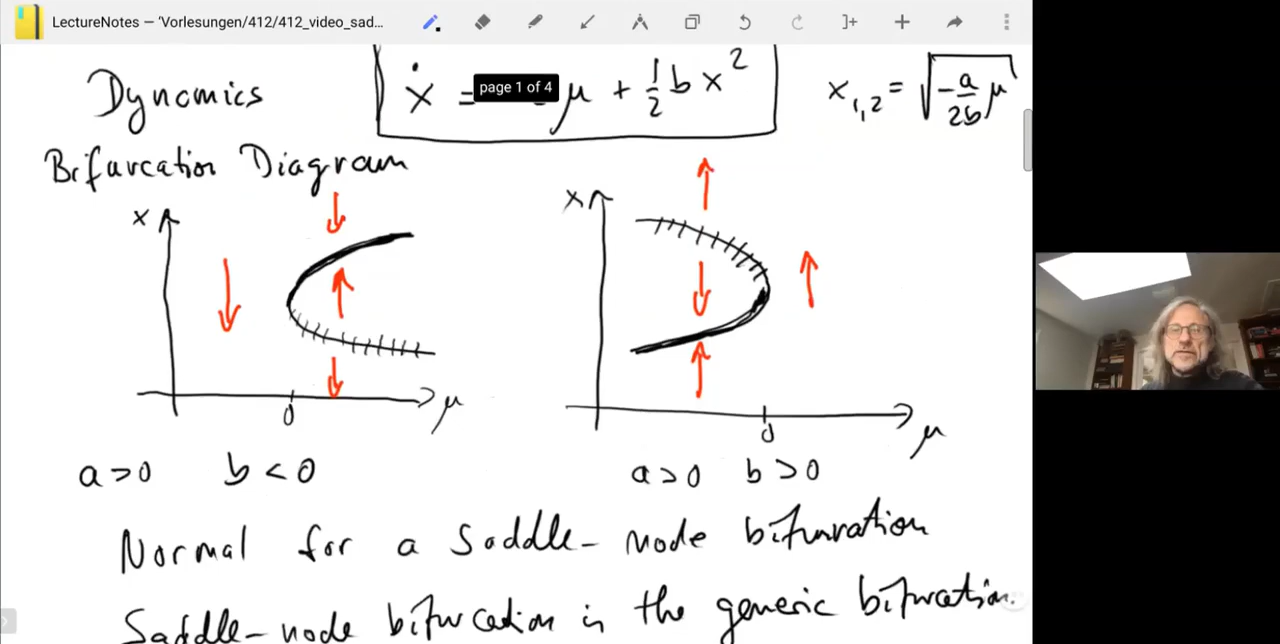 LectureNotes — ‘Vorlesungen/412/412_video_sad...
Dynamics
ẋ = μ + 1/2 b x²
page 1 of 4
x₁,₂ = √(-a/2b μ)
Bifurcation Diagram
x
x
0
μ
0
μ
a > 0 b < 0
a > 0 b > 0
Normal for a Saddle-node bifurvation
Saddle-node bifurcation is the generic bifurcation.